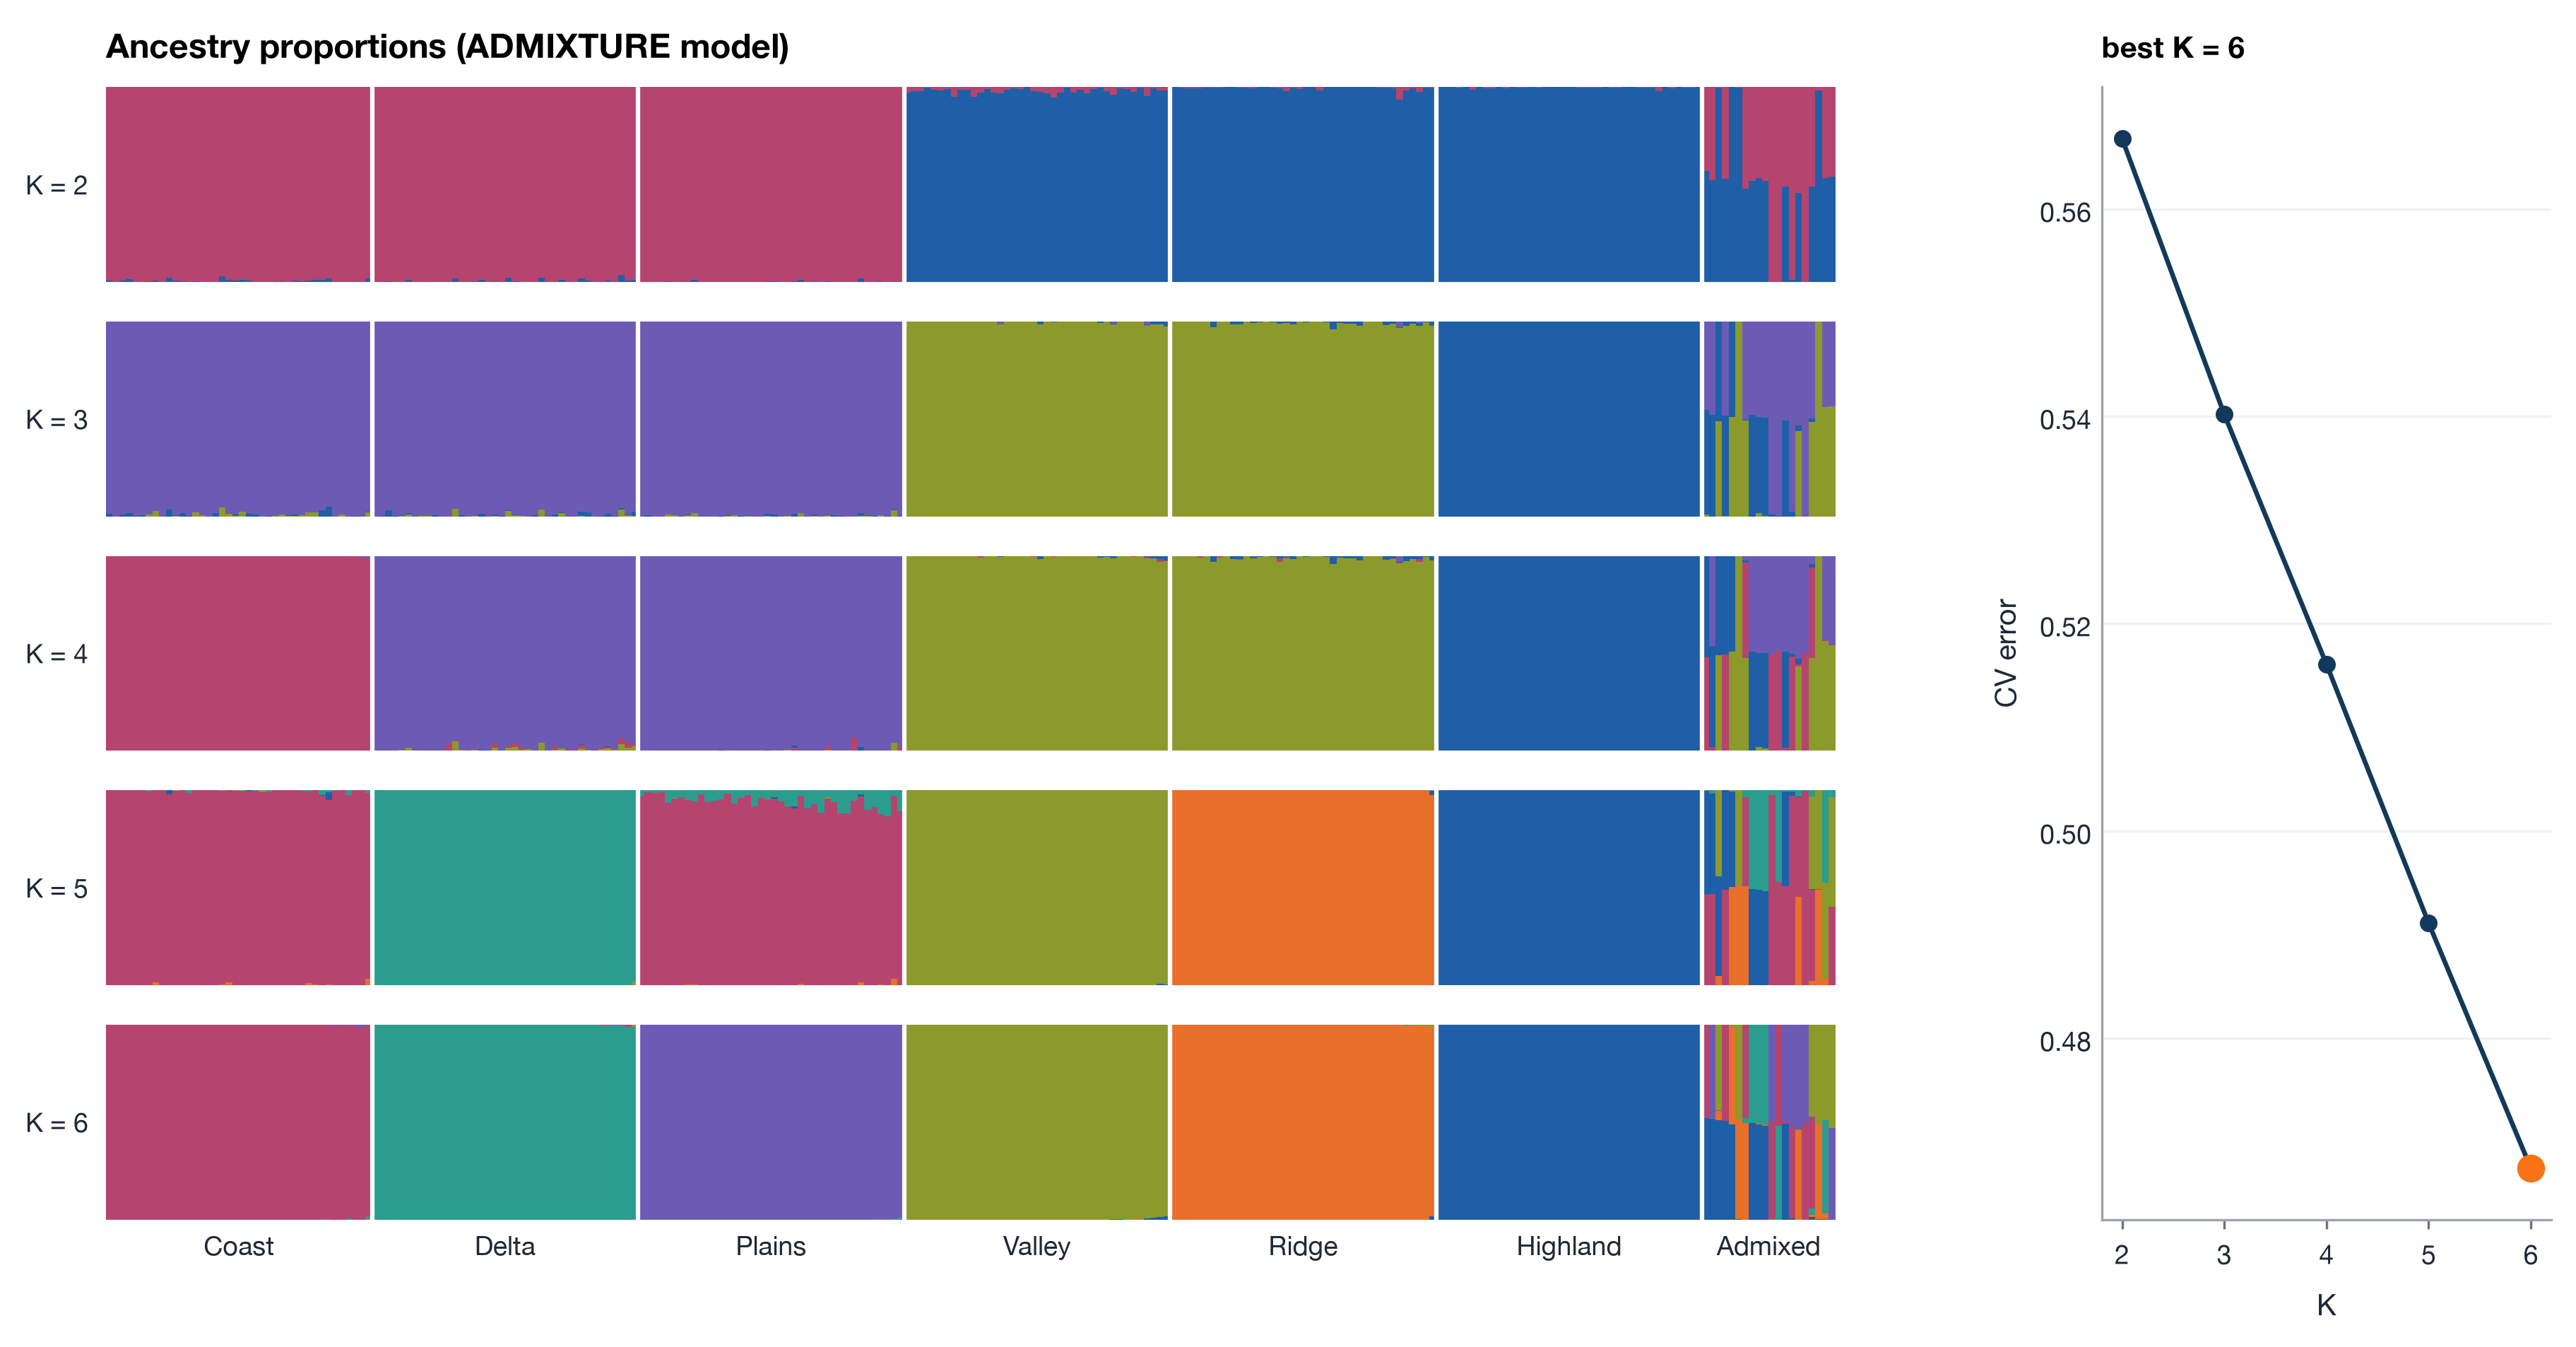 Ancestry proportions (ADMIXTURE model)
K = 2
K = 3
K = 4
K = 5
K = 6
Coast
Delta
Plains
Valley
Ridge
Highland
Admixed
best K = 6
CV error
0.56
0.54
0.52
0.50
0.48
2
3
4
5
6
K